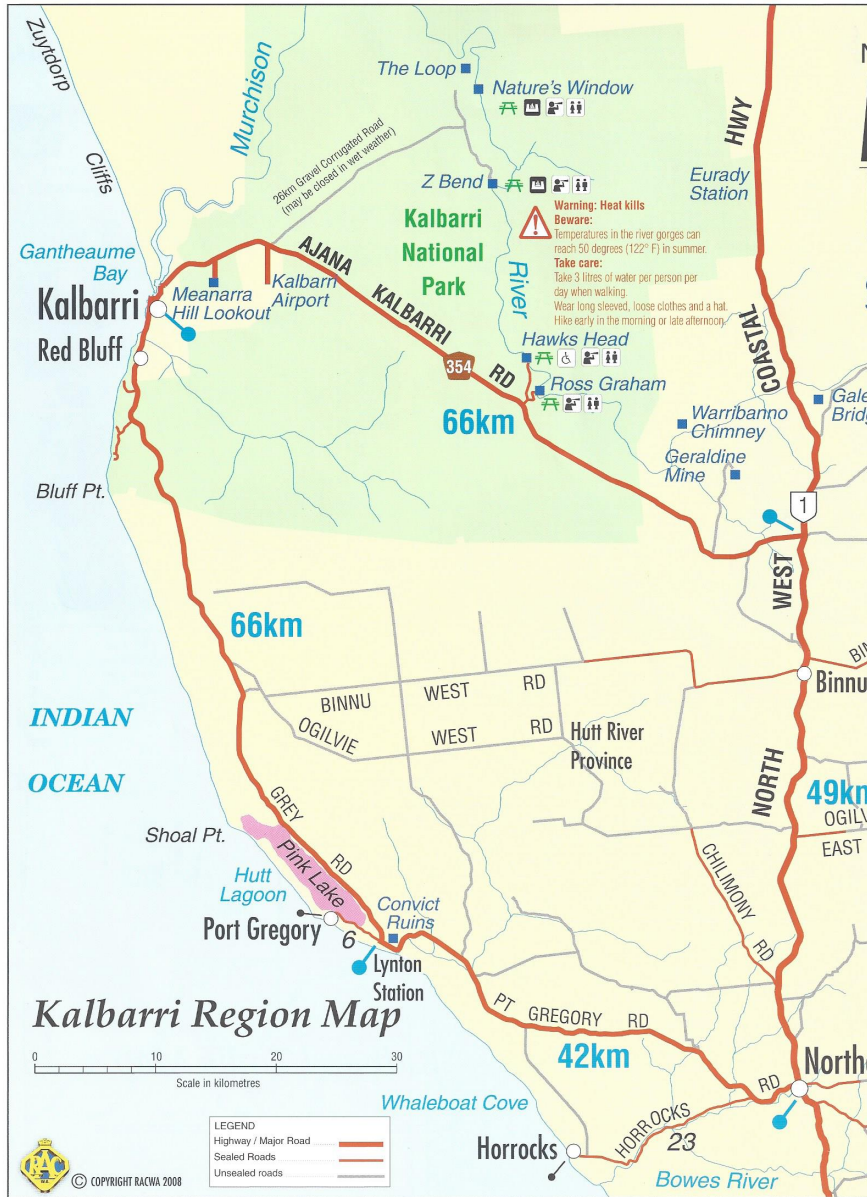 Zuytdorp
Cliffs
Murchison
The Loop
Nature's Window
26km Gravel Corrugated Road
(may be closed in wet weather)
Z Bend
HWY
Eurady
Station
Warning: Heat kills
Beware:
Temperatures in the river gorges can
reach 50 degrees (122° F) in summer.
Take care:
Take 3 litres of water per person per
day when walking.
Wear long sleeved, loose clothes and a hat.
Hike early in the morning or late afternoon.
Kalbarri
National
Park
River
Gantheaume
Bay
AJANA
KALBARRI
RD
Kalbarri
Meanarra
Hill Lookout
Kalbarri
Airport
Red Bluff
354
66km
Hawks Head
Ross Graham
COASTAL
Warribanno
Chimney
Geraldine
Mine
Gale
Bridg
Bluff Pt.
1
WEST
66km
BINNU
WEST
RD
BIN
Binnu
OGILVIE
WEST
RD
Hutt River
Province
INDIAN
OCEAN
NORTH
49km
OGILV
EAST
GREY
RD
Shoal Pt.
Pink Lake
Hutt
Lagoon
Convict
Ruins
Port Gregory
6
Lynton
Station
CHILIMONY
RD
Kalbarri Region Map
PT
GREGORY
RD
42km
0
10
20
30
Scale in kilometres
Whaleboat Cove
RD
Northa
HORROCKS
23
Horrocks
Bowes River
LEGEND
Highway / Major Road
Sealed Roads
Unsealed roads
RAC
W.A.
© COPYRIGHT RACWA 2008